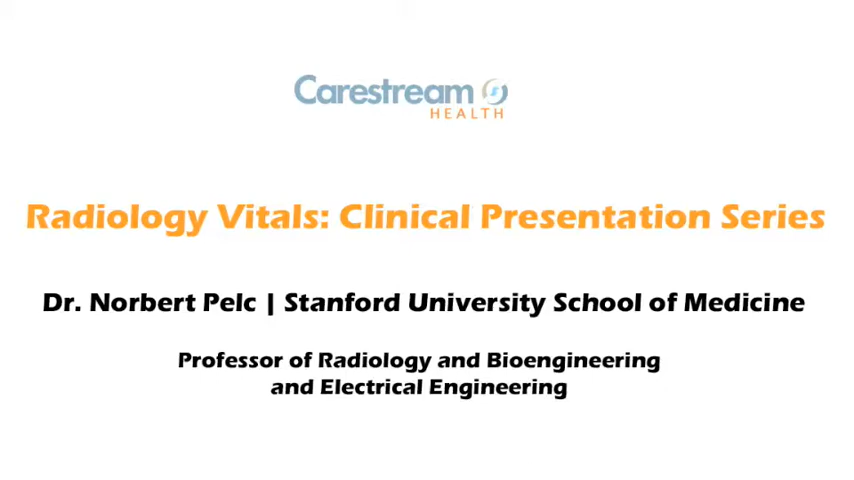 Carestream
HEALTH
Radiology Vitals: Clinical Presentation Series
Dr. Norbert Pelc | Stanford University School of Medicine
Professor of Radiology and Bioengineering
and Electrical Engineering